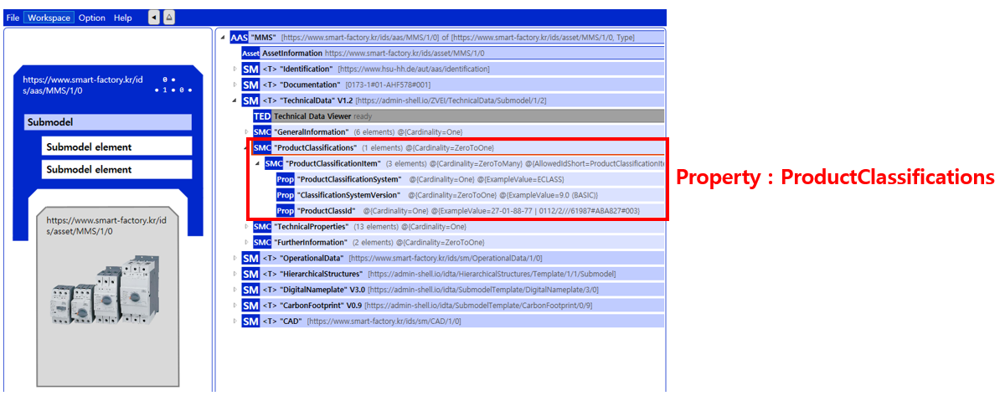 File Workspace Option Help
https://www.smart-factory.kr/id
s/aas/MMS/1/0
0
1 0
Submodel
Submodel element
Submodel element
https://www.smart-factory.kr/id
s/asset/MMS/1/0
AAS "MMS" [https://www.smart-factory.kr/ids/aas/MMS/1/0] of [https://www.smart-factory.kr/ids/asset/MMS/1/0, Type]
Asset AssetInformation https://www.smart-factory.kr/ids/asset/MMS/1/0
SM <T> "Identification" [https://www.hsu-hh.de/aut/aas/identification]
SM <T> "Documentation" [0173-1#01-AHF578#001]
SM <T> "TechnicalData" V1.2 [https://admin-shell.io/ZVEI/TechnicalData/Submodel/1/2]
TED Technical Data Viewer ready
SMC "GeneralInformation" (6 elements) @{Cardinality=One}
SMC "ProductClassifications" (1 elements) @{Cardinality=ZeroToOne}
SMC "ProductClassificationItem" (3 elements) @{Cardinality=ZeroToMany} @{AllowedIdShort=ProductClassificationIte
Prop "ProductClassificationSystem" @{Cardinality=One} @{ExampleValue=ECLASS}
Prop "ClassificationSystemVersion" @{Cardinality=ZeroToOne} @{ExampleValue=9.0 (BASIC)}
Prop "ProductClassId" @{Cardinality=One} @{ExampleValue=27-01-88-77 | 0112/2///61987#ABA827#003}
SMC "TechnicalProperties" (13 elements) @{Cardinality=One}
SMC "FurtherInformation" (2 elements) @{Cardinality=ZeroToOne}
SM <T> "OperationalData" [https://www.smart-factory.kr/ids/sm/OperationalData/1/0]
SM <T> "HierarchicalStructures" [https://admin-shell.io/idta/HierarchicalStructures/Template/1/1/Submodel]
SM <T> "DigitalNameplate" V3.0 [https://admin-shell.io/idta/SubmodelTemplate/DigitalNameplate/3/0]
SM <T> "CarbonFootprint" V0.9 [https://admin-shell.io/idta/SubmodelTemplate/CarbonFootprint/0/9]
SM <T> "CAD" [https://www.smart-factory.kr/ids/sm/CAD/1/0]
Property : ProductClassifications